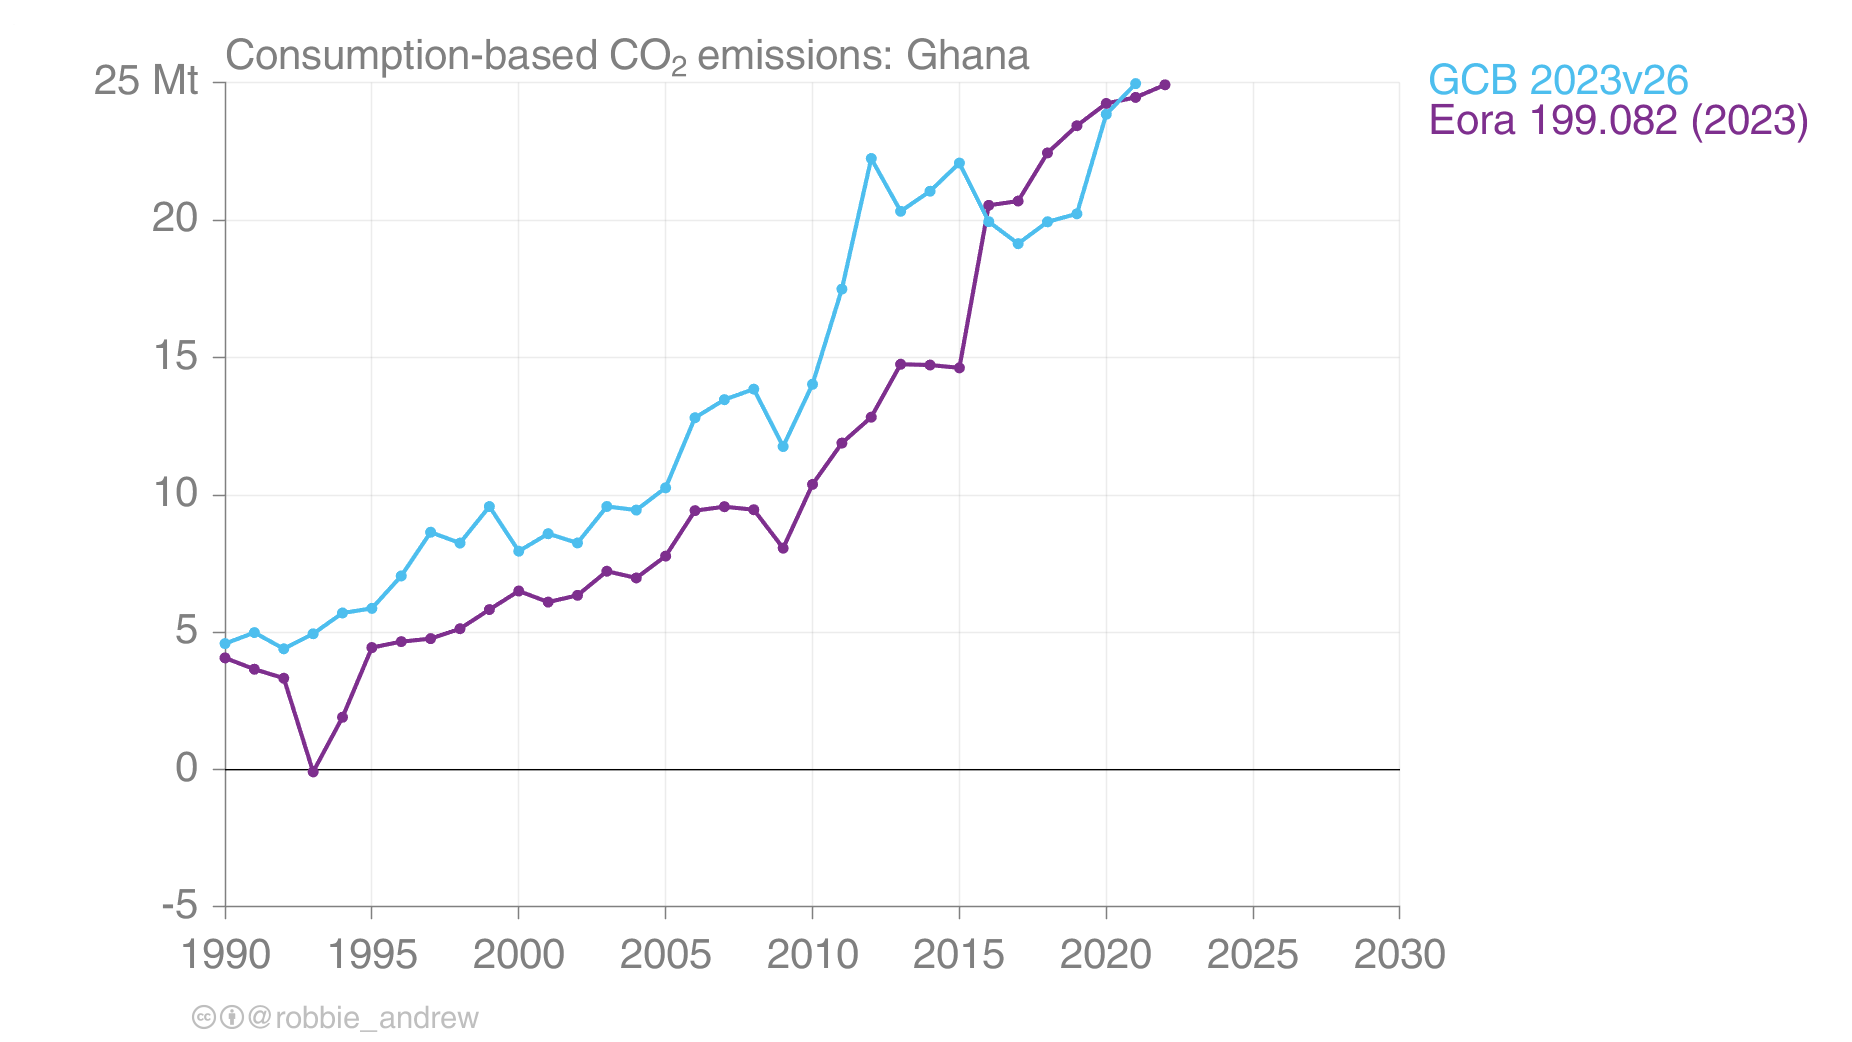 Consumption-based CO₂ emissions: Ghana
25 Mt
20
15
10
5
0
-5
1990 1995 2000 2005 2010 2015 2020 2025 2030
GCB 2023v26
Eora 199.082 (2023)
@robbie_andrew